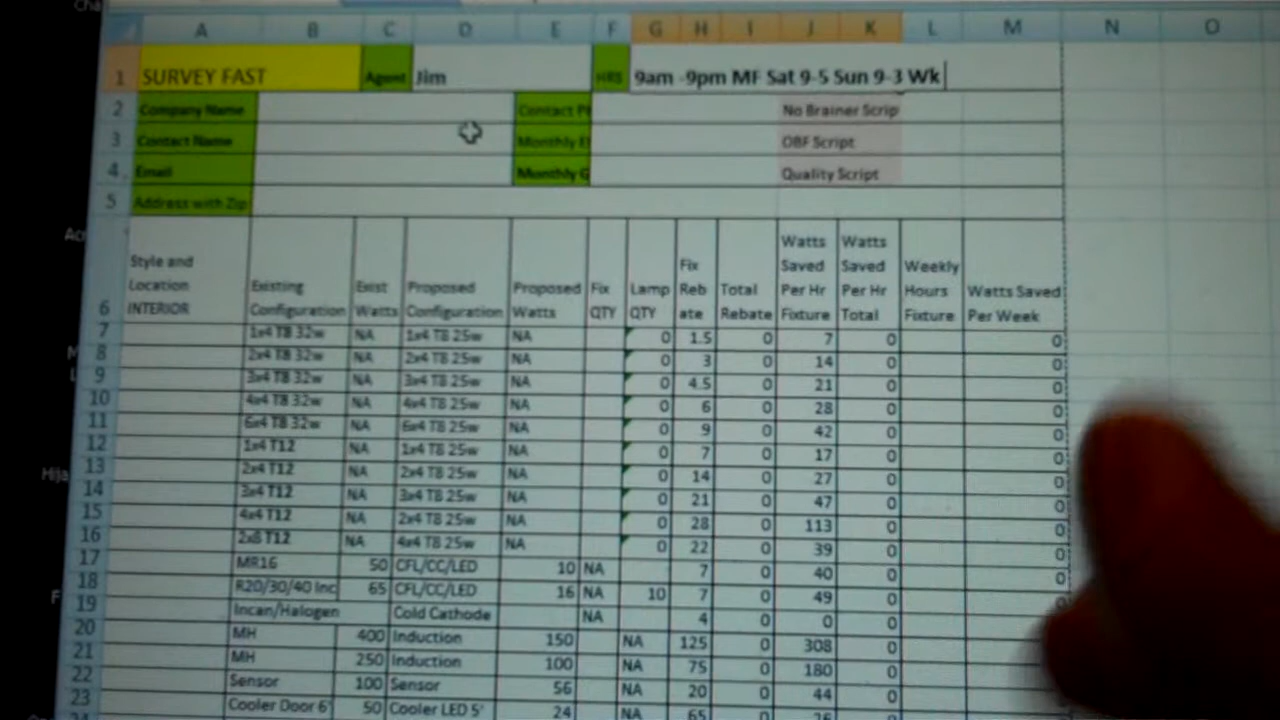 A B C D E F G H I J K L M N O
1 SURVEY FAST Agent Jim HRS 9am -9pm MF Sat 9-5 Sun 9-3 Wk
2 Company Name Contact No Brainer Scrip
3 Contact Name Monthly OBF Script
4 Email Monthly G Quality Script
5 Address with Zip
6 Style and Location INTERIOR Existing Configuration Exist Watts Proposed Configuration Proposed Watts Fix QTY Lamp QTY Fix Reb ate Total Rebate Watts Saved Per Hr Fixture Watts Saved Per Hr Total Weekly Hours Fixture Watts Saved Per Week
7 1x4 T8 32w NA 1x4 T8 25w NA 0 1.5 0 7 0 0
8 2x4 T8 32w NA 2x4 T8 25w NA 0 3 0 14 0 0
9 3x4 T8 32w NA 3x4 T8 25w NA 0 4.5 0 21 0 0
10 4x4 T8 32w NA 4x4 T8 25w NA 0 6 0 28 0 0
11 6x4 T8 32w NA 6x4 T8 25w NA 0 9 0 42 0 0
12 1x4 T12 NA 1x4 T8 25w NA 0 7 0 17 0 0
13 2x4 T12 NA 2x4 T8 25w NA 0 14 0 27 0 0
14 3x4 T12 NA 3x4 T8 25w NA 0 21 0 47 0 0
15 4x4 T12 NA 2x4 T8 25w NA 0 28 0 113 0 0
16 2x8 T12 NA 4x4 T8 25w NA 0 22 0 39 0 0
17 MR16 50 CFL/CC/LED 10 NA 7 0 40 0 0
18 R20/30/40 Inc 65 CFL/CC/LED 16 NA 10 7 0 49 0 0
19 Incan/Halogen Cold Cathode NA 4 0 0 0
20 MH 400 Induction 150 NA 125 0 308 0
21 MH 250 Induction 100 NA 75 0 180 0
22 Sensor 100 Sensor 56 NA 20 0 44 0
23 Cooler Door 6' 50 Cooler LED 5' 24 NA 65 0 26 0